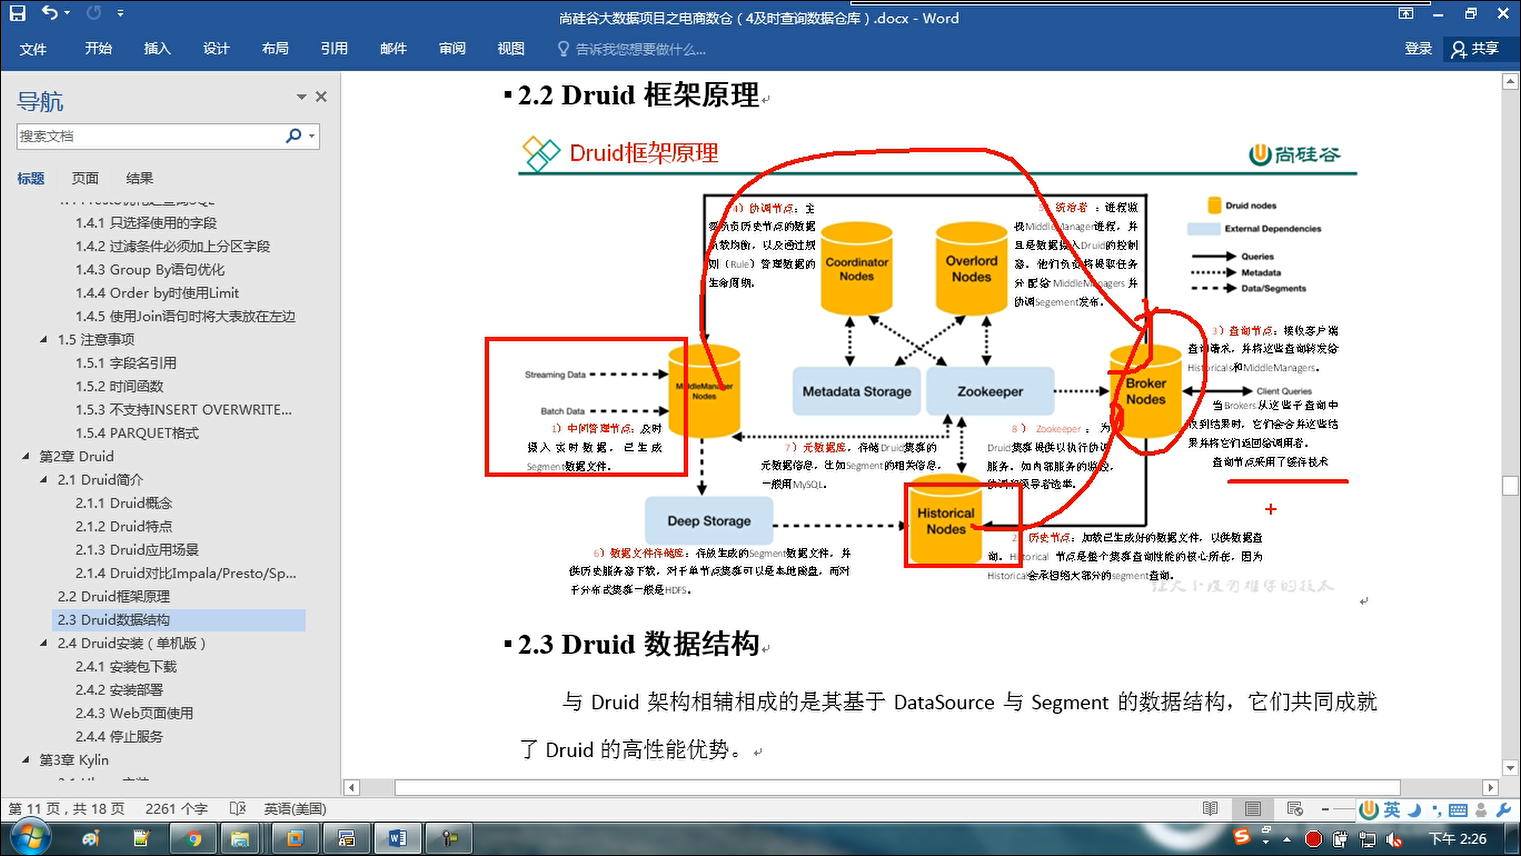 尚硅谷大数据项目之电商数仓（4及时查询数据仓库）.docx - Word
文件 开始 插入 设计 布局 引用 邮件 审阅 视图 告诉我您想要做什么... 登录 共享
导航
搜索文档
标题 页面 结果
1.4.1 只选择使用的字段
1.4.2 过滤条件必须加上分区字段
1.4.3 Group By语句优化
1.4.4 Order by时使用Limit
1.4.5 使用Join语句时将大表放在左边
1.5 注意事项
1.5.1 字段名引用
1.5.2 时间函数
1.5.3 不支持INSERT OVERWRITE...
1.5.4 PARQUET格式
第2章 Druid
2.1 Druid简介
2.1.1 Druid概念
2.1.2 Druid特点
2.1.3 Druid应用场景
2.1.4 Druid对比Impala/Presto/Sp...
2.2 Druid框架原理
2.3 Druid数据结构
2.4 Druid安装（单机版）
2.4.1 安装包下载
2.4.2 安装部署
2.4.3 Web页面使用
2.4.4 停止服务
第3章 Kylin
2.2 Druid 框架原理
Druid框架原理
尚硅谷
4）协调节点：主
要负责历史节点的数据
负载均衡，以及通过规
则（Rule）管理数据的
生命周期。
Coordinator
Nodes
Overlord
Nodes
统治者：进程监
视MiddleManager进程，并
且是数据摄入Druid的控制
器。他们负责将提取任务
分配给MiddleManagers并
协调Segement发布。
Druid nodes
External Dependencies
Queries
Metadata
Data/Segments
Streaming Data
Batch Data
1）中间管理节点：及时
摄入实时数据，已生成
Segment数据文件。
MiddleManager
Nodes
Metadata Storage
Zookeeper
Broker
Nodes
3）查询节点：接收客户端
查询请求，并将这些查询转发给
Historicals和MiddleManagers。
Client Queries
当Brokers从这些子查询中
收到结果时，它们会合并这些结
果并将它们返回给调用者。
查询节点采用了缓存技术
7）元数据库，存储Druid集群的
元数据信息，比如Segment的相关信息，
一般用MySQL。
8） Zookeeper：为
Druid集群提供以执行协调
服务。如内部服务的监控，
协调和领导者选举。
Deep Storage
Historical
Nodes
6）数据文件存储库：存放生成的Segment数据文件，并
供历史服务器下载，对于单节点集群可以是本地磁盘，而对
于分布式集群一般是HDFS。
历史节点：加载已生成好的数据文件，以供数据查
询。Historical 节点是整个集群查询性能的核心所在，因为
Historical会承担绝大部分的segment查询。
让天下没有难学的技术
2.3 Druid 数据结构
与 Druid 架构相辅相成的是其基于 DataSource 与 Segment 的数据结构，它们共同成就
了 Druid 的高性能优势。
第 11 页，共 18 页 2261 个字 英语(美国)
英
下午 2:26